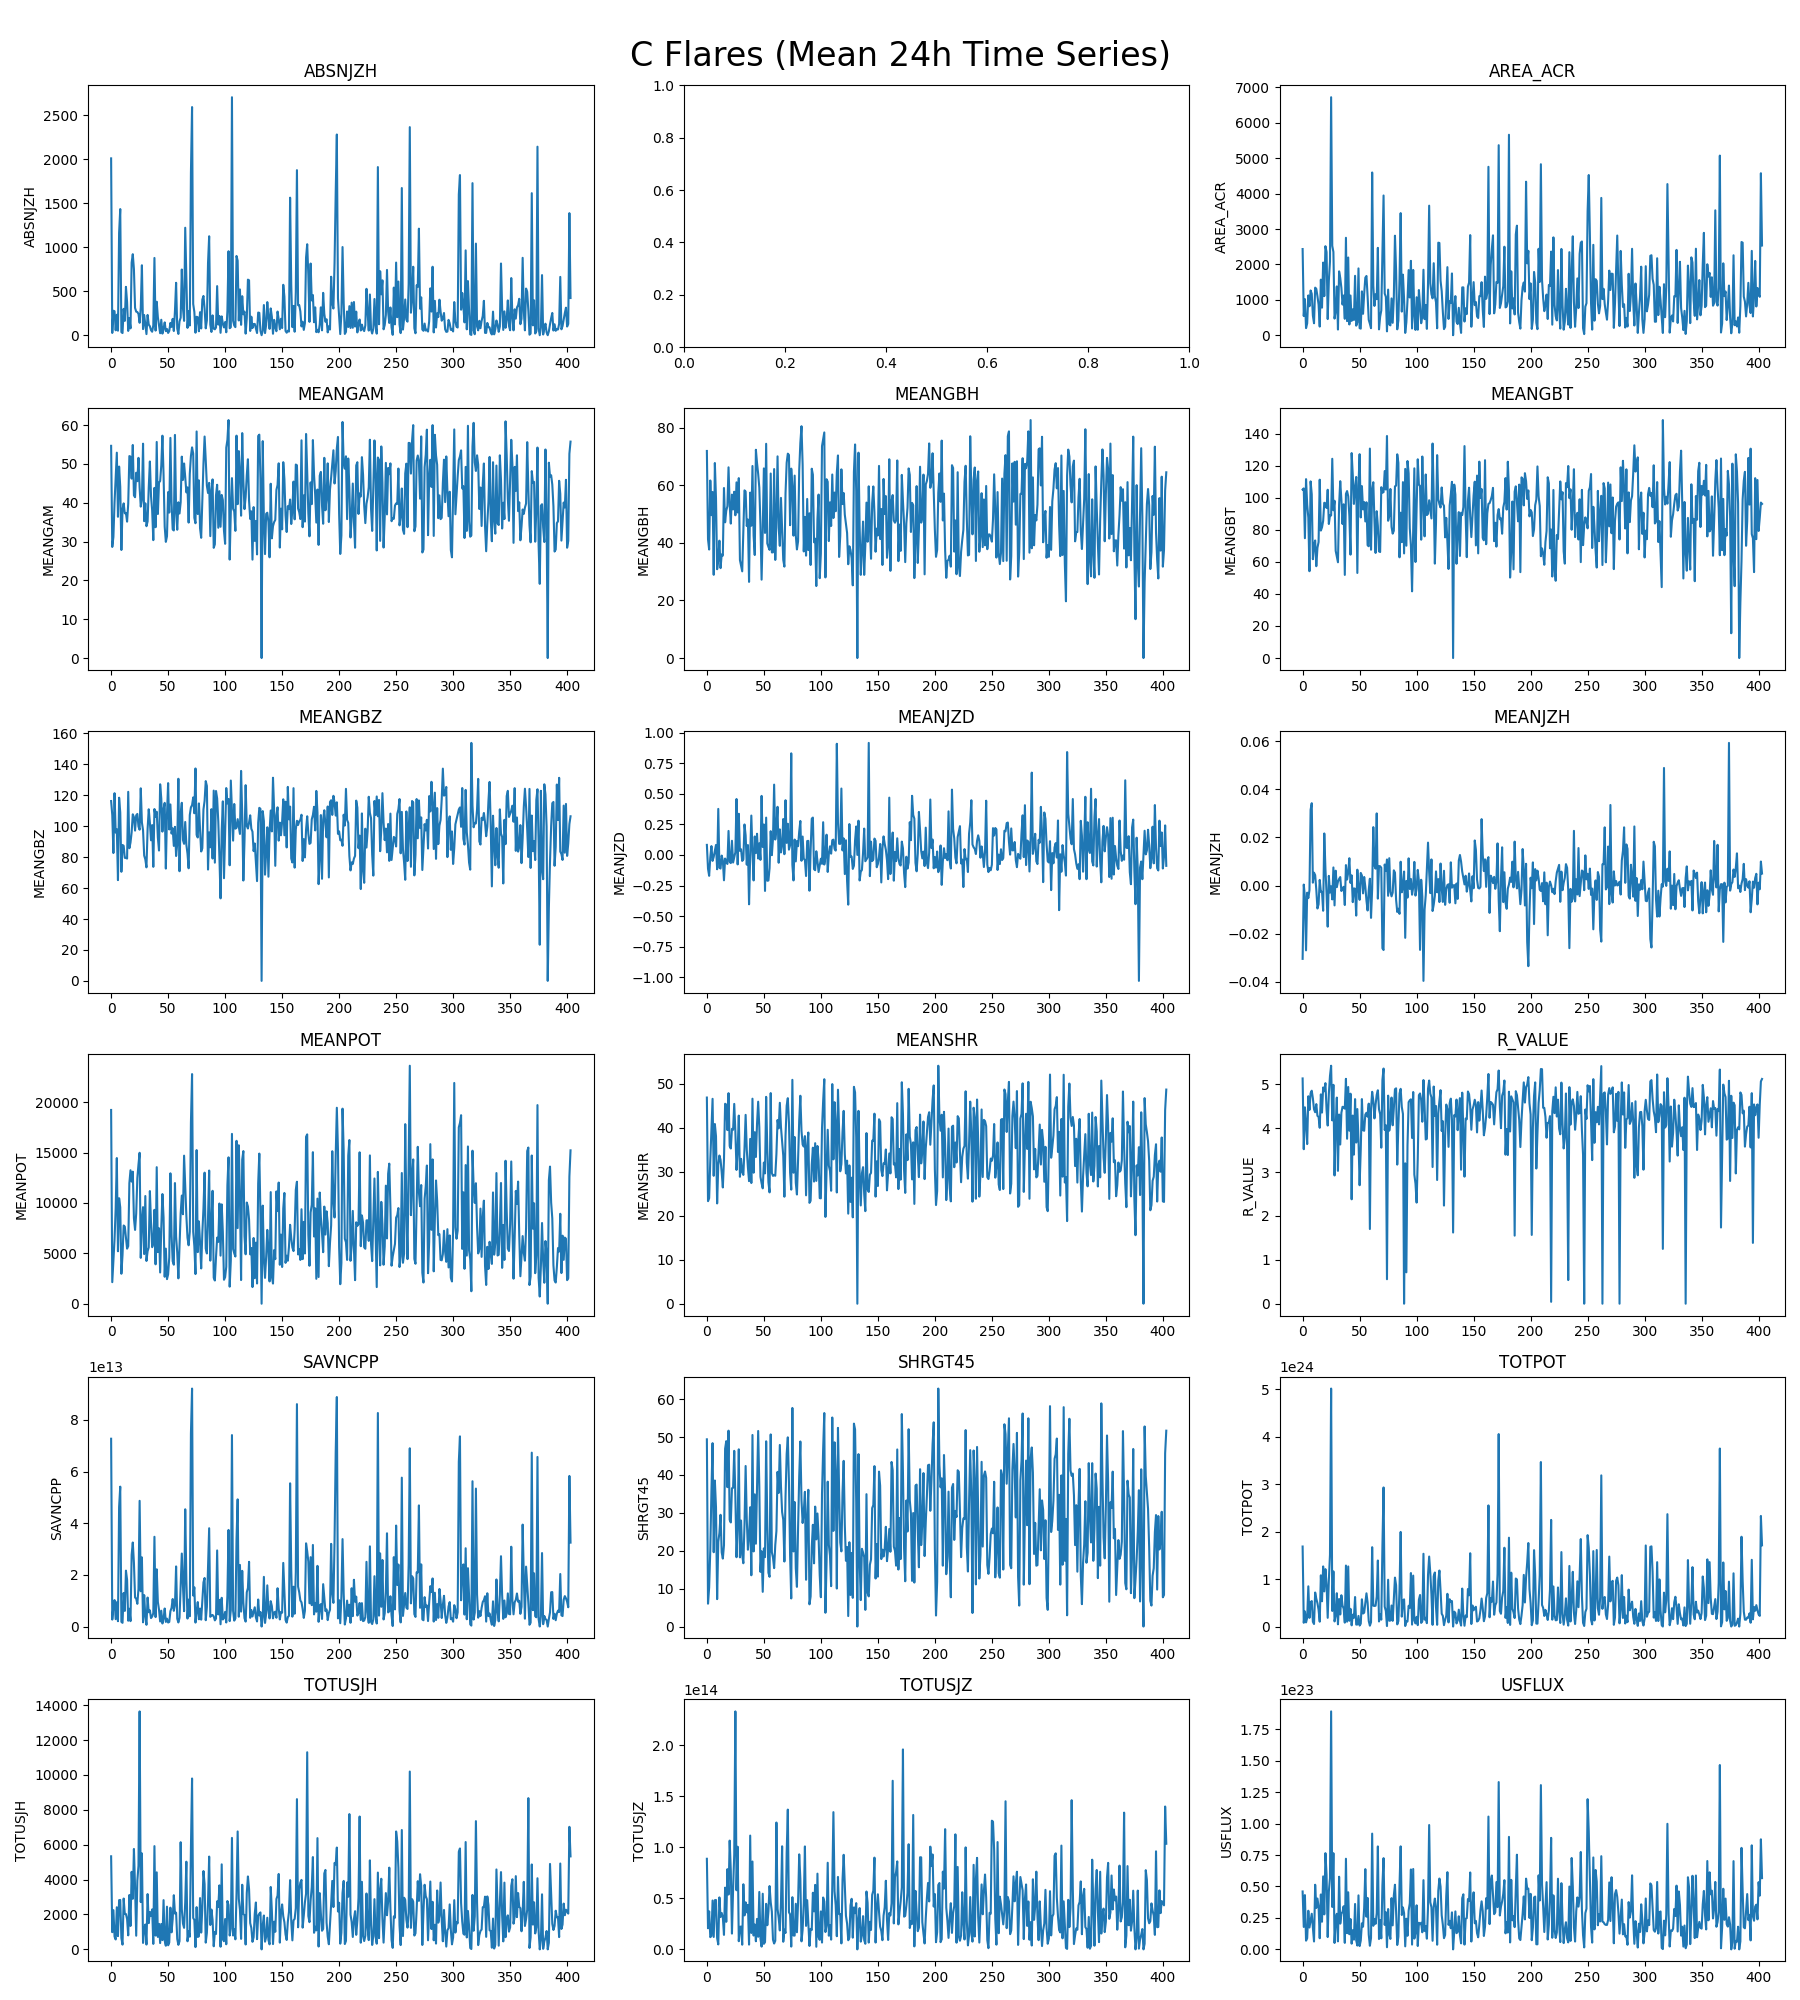 C Flares (Mean 24h Time Series)
ABSNJZH
AREA_ACR
ABSNJZH
0
500
1000
1500
2000
2500
0 50 100 150 200 250 300 350 400
0.0
0.2
0.4
0.6
0.8
1.0
0.0 0.2 0.4 0.6 0.8 1.0
AREA_ACR
0
1000
2000
3000
4000
5000
6000
7000
0 50 100 150 200 250 300 350 400
MEANGAM
MEANGAM
0
10
20
30
40
50
60
0 50 100 150 200 250 300 350 400
MEANGBH
MEANGBH
0
20
40
60
80
0 50 100 150 200 250 300 350 400
MEANGBT
MEANGBT
0
20
40
60
80
100
120
140
0 50 100 150 200 250 300 350 400
MEANGBZ
MEANGBZ
0
20
40
60
80
100
120
140
160
0 50 100 150 200 250 300 350 400
MEANJZD
MEANJZD
−1.00
−0.75
−0.50
−0.25
0.00
0.25
0.50
0.75
1.00
0 50 100 150 200 250 300 350 400
MEANJZH
MEANJZH
−0.04
−0.02
0.00
0.02
0.04
0.06
0 50 100 150 200 250 300 350 400
MEANPOT
MEANPOT
0
5000
10000
15000
20000
0 50 100 150 200 250 300 350 400
MEANSHR
MEANSHR
0
10
20
30
40
50
0 50 100 150 200 250 300 350 400
R_VALUE
R_VALUE
0
1
2
3
4
5
0 50 100 150 200 250 300 350 400
SAVNCPP
1e13
SAVNCPP
0
2
4
6
8
0 50 100 150 200 250 300 350 400
SHRGT45
SHRGT45
0
10
20
30
40
50
60
0 50 100 150 200 250 300 350 400
TOTPOT
1e24
TOTPOT
0
1
2
3
4
5
0 50 100 150 200 250 300 350 400
TOTUSJH
TOTUSJH
0
2000
4000
6000
8000
10000
12000
14000
0 50 100 150 200 250 300 350 400
TOTUSJZ
1e14
TOTUSJZ
0.0
0.5
1.0
1.5
2.0
0 50 100 150 200 250 300 350 400
USFLUX
1e23
USFLUX
0.00
0.25
0.50
0.75
1.00
1.25
1.50
1.75
0 50 100 150 200 250 300 350 400